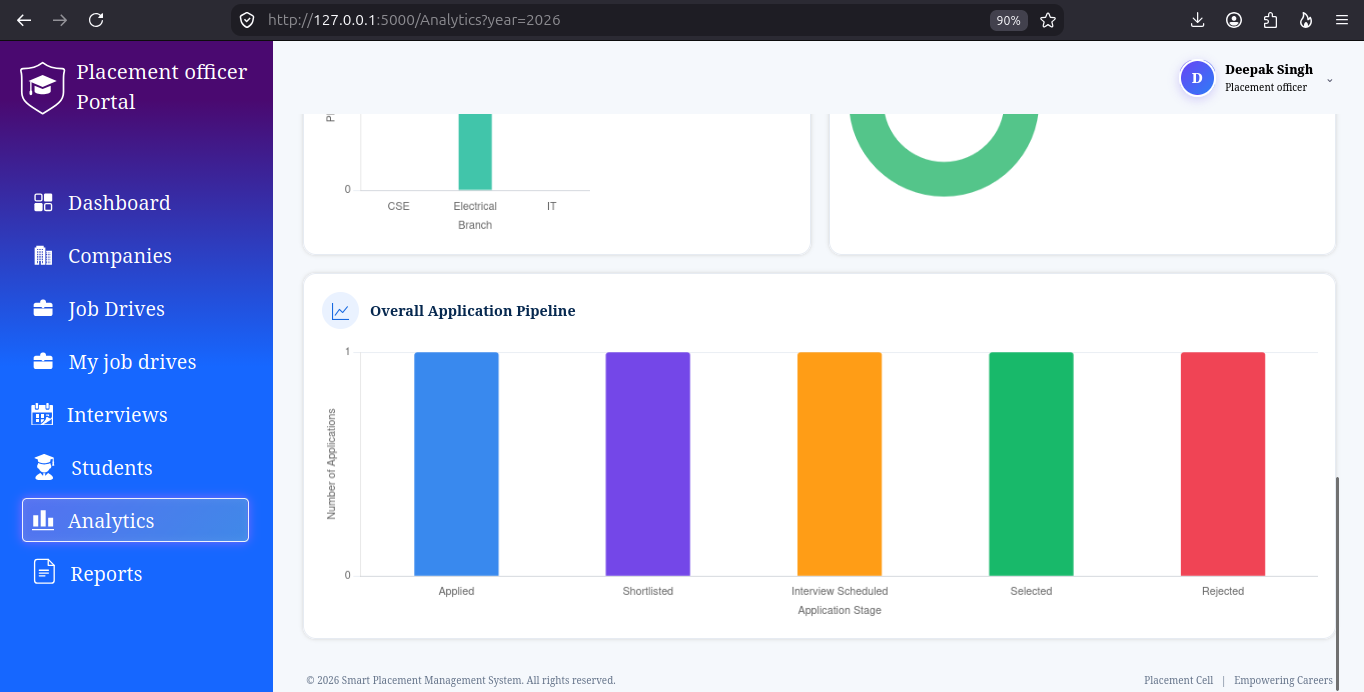 http://127.0.0.1:5000/Analytics?year=2026
90%
Placement officer
Portal
D
Deepak Singh
Placement officer
Dashboard
Companies
Job Drives
My job drives
Interviews
Students
Analytics
Reports
0
CSE
Electrical
IT
Branch
Overall Application Pipeline
1
Number of Applications
0
Applied
Shortlisted
Interview Scheduled
Selected
Rejected
Application Stage
© 2026 Smart Placement Management System. All rights reserved.
Placement Cell | Empowering Careers